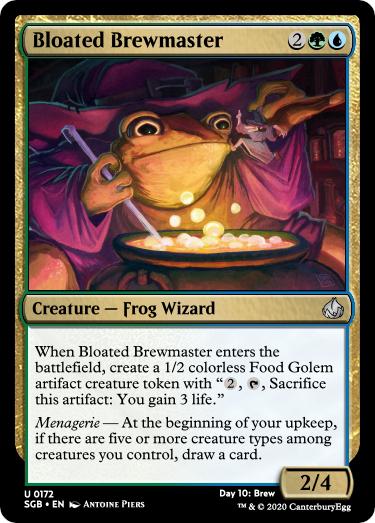 Bloated Brewmaster 2
Creature — Frog Wizard
When Bloated Brewmaster enters the
battlefield, create a 1/2 colorless Food Golem
artifact creature token with “2, , Sacrifice
this artifact: You gain 3 life.”
Menagerie — At the beginning of your upkeep,
if there are five or more creature types among
creatures you control, draw a card.
2/4
U 0172
SGB • EN Antoine Piers
Day 10: Brew
™ & © 2020 CanterburyEgg